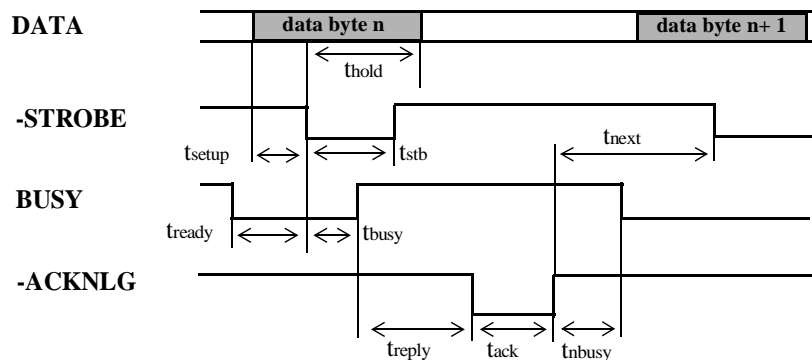 DATA
data byte n
data byte n+ 1
thold
-STROBE
tsetup
tstb
tnext
BUSY
tready
tbusy
-ACKNLG
treply
tack
tnbusy